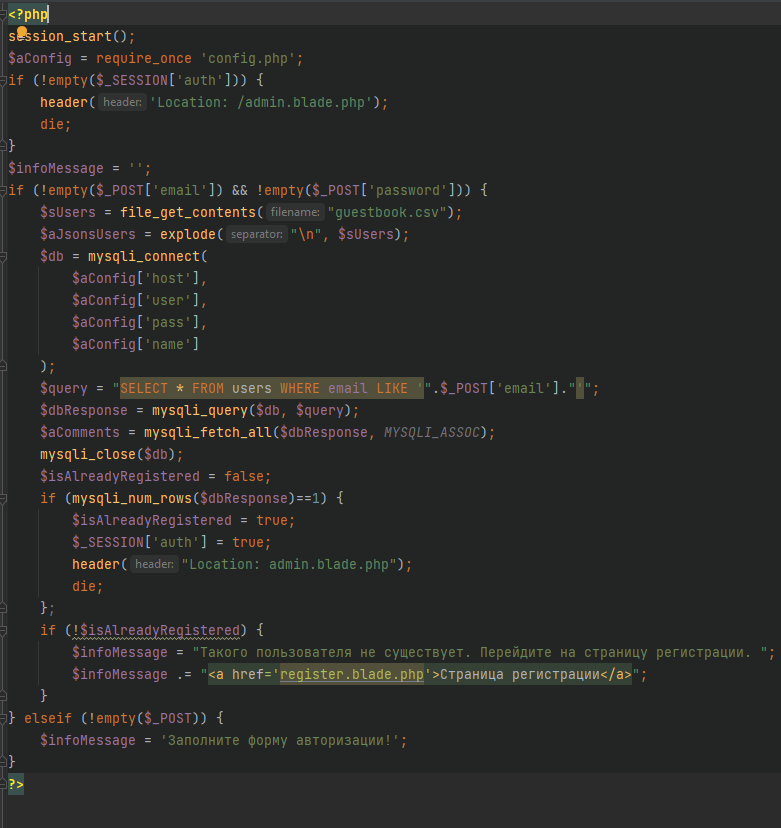 <?php
session_start();
$aConfig = require_once 'config.php';
if (!empty($_SESSION['auth'])) {
    header( header: 'Location: /admin.blade.php');
    die;
}
$infoMessage = '';
if (!empty($_POST['email']) && !empty($_POST['password'])) {
    $sUsers = file_get_contents( filename: "guestbook.csv");
    $aJsonsUsers = explode( separator: "\n", $sUsers);
    $db = mysqli_connect(
        $aConfig['host'],
        $aConfig['user'],
        $aConfig['pass'],
        $aConfig['name']
    );
    $query = "SELECT * FROM users WHERE email LIKE '".$_POST['email']."'";
    $dbResponse = mysqli_query($db, $query);
    $aComments = mysqli_fetch_all($dbResponse, MYSQLI_ASSOC);
    mysqli_close($db);
    $isAlreadyRegistered = false;
    if (mysqli_num_rows($dbResponse)==1) {
        $isAlreadyRegistered = true;
        $_SESSION['auth'] = true;
        header( header: "Location: admin.blade.php");
        die;
    };
    if (!$isAlreadyRegistered) {
        $infoMessage = "Такого пользователя не существует. Перейдите на страницу регистрации. ";
        $infoMessage .= "<a href='register.blade.php'>Страница регистрации</a>";
    }
} elseif (!empty($_POST)) {
    $infoMessage = 'Заполните форму авторизации!';
}
?>